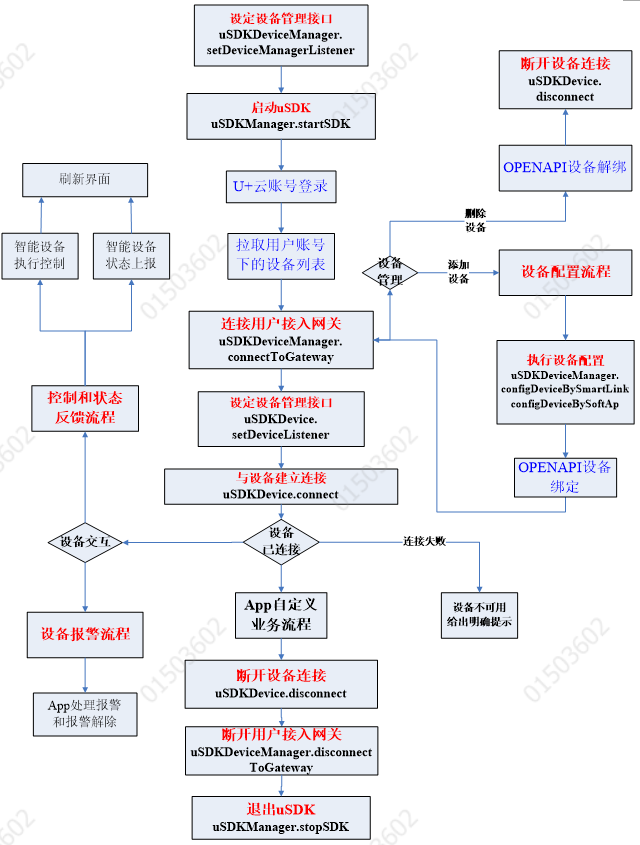 设定设备管理接口
uSDKDeviceManager.
setDeviceManagerListener
启动uSDK
uSDKManager.startSDK
U+云账号登录
拉取用户账号
下的设备列表
连接用户接入网关
uSDKDeviceManager.
connectToGateway
设定设备管理接口
uSDKDevice.
setDeviceListener
与设备建立连接
uSDKDevice.connect
设备
已连接
App自定义
业务流程
断开设备连接
uSDKDevice.disconnect
断开用户接入网关
uSDKDeviceManager.disconnect
ToGateway
退出uSDK
uSDKManager.stopSDK
刷新界面
智能设备
执行控制
智能设备
状态上报
控制和状态
反馈流程
设备交互
设备报警流程
App处理报警
和报警解除
断开设备连接
uSDKDevice.
disconnect
OPENAPI设备解绑
删除
设备
设备
管理
添加
设备
设备配置流程
执行设备配置
uSDKDeviceManager.
configDeviceBySmartLink
configDeviceBySoftAp
OPENAPI设备
绑定
连接失败
设备不可用
给出明确提示
01503602
01503602
01503602
01503602
01503602
01503602
01503602
01503602
01503602
01503602
01503602
01503602